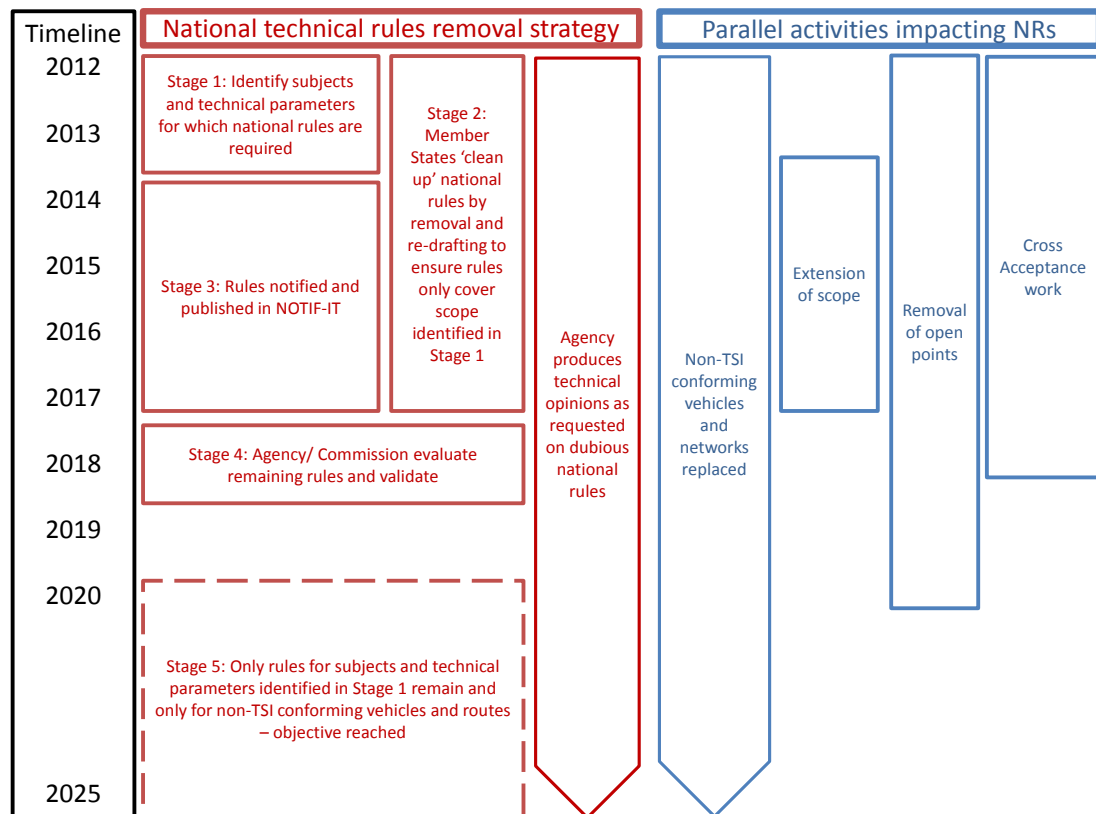 Timeline
2012
2013
2014
2015
2016
2017
2018
2019
2020
2025
National technical rules removal strategy
Stage 1: Identify subjects
and technical parameters
for which national rules are
required
Stage 2:
Member
States ‘clean
up’ national
rules by
removal and
re-drafting to
ensure rules
only cover
scope
identified in
Stage 1
Stage 3: Rules notified and
published in NOTIF-IT
Stage 4: Agency/ Commission evaluate
remaining rules and validate
Stage 5: Only rules for subjects and technical
parameters identified in Stage 1 remain and
only for non-TSI conforming vehicles and routes
– objective reached
Agency
produces
technical
opinions as
requested
on dubious
national
rules
Parallel activities impacting NRs
Non-TSI
conforming
vehicles
and
networks
replaced
Extension
of scope
Removal
of open
points
Cross
Acceptance
work